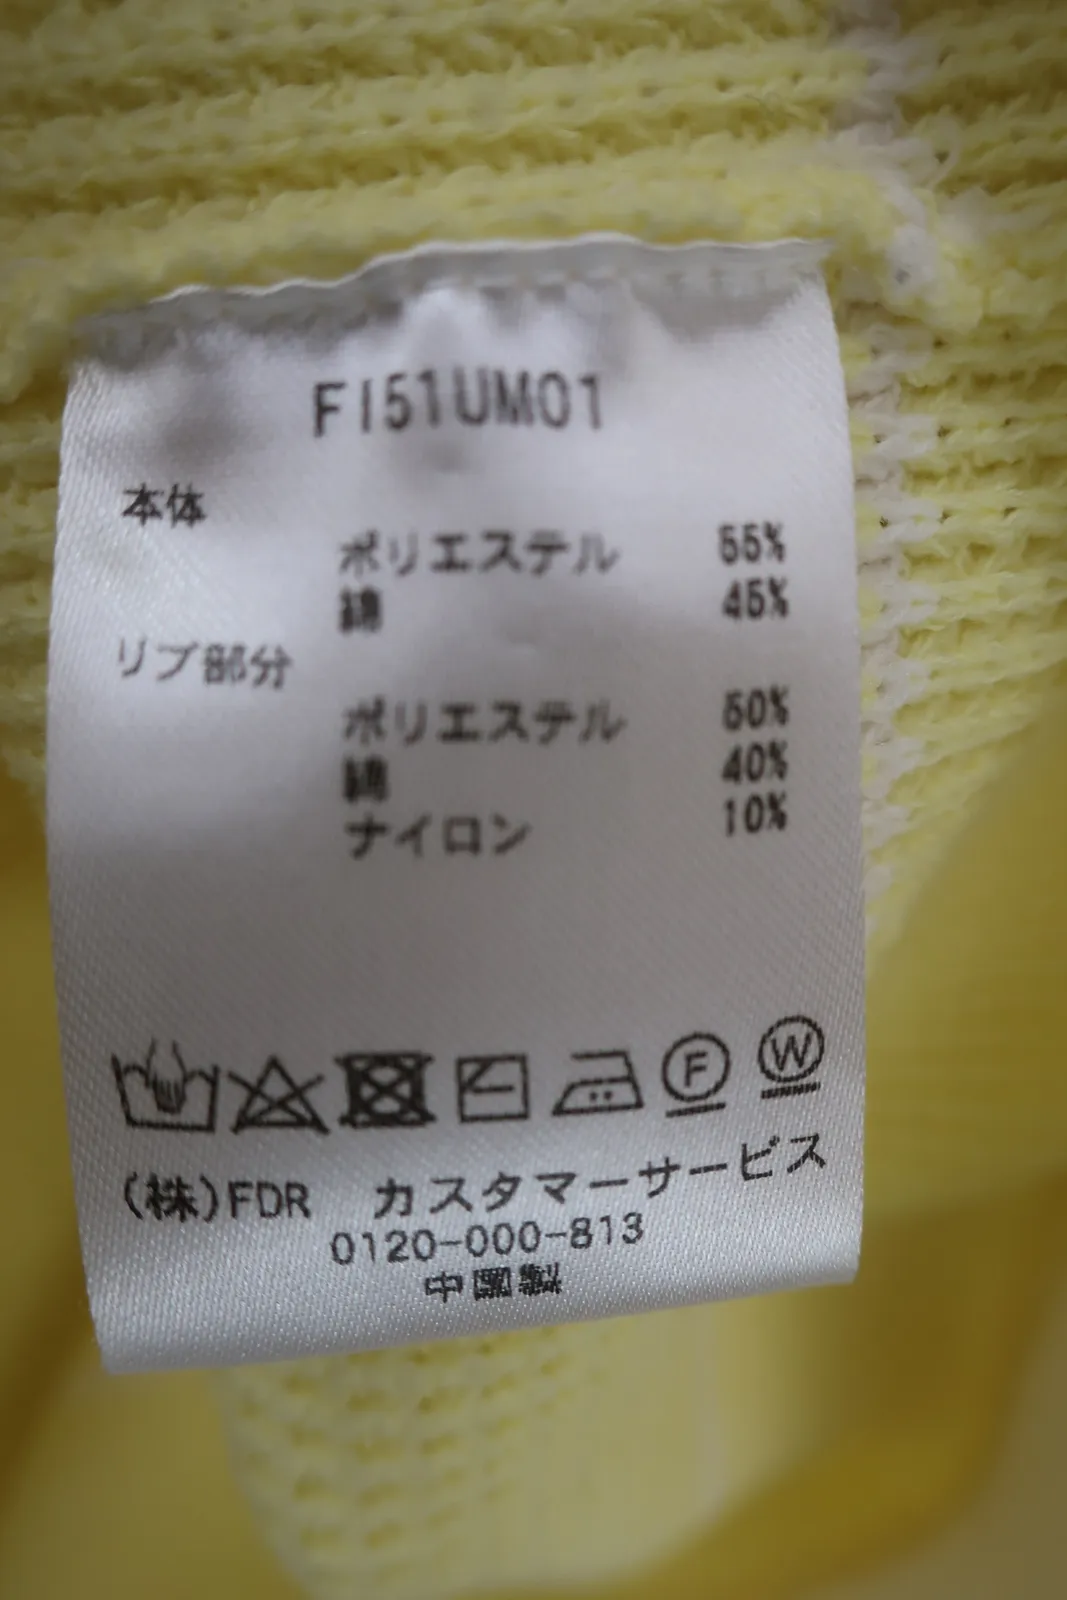 FI51UM01
本体
ポリエステル 55%
綿 45%
リブ部分
ポリエステル 50%
綿 40%
ナイロン 10%
F W
(株)FDR カスタマーサービス
0120-000-813
中国製